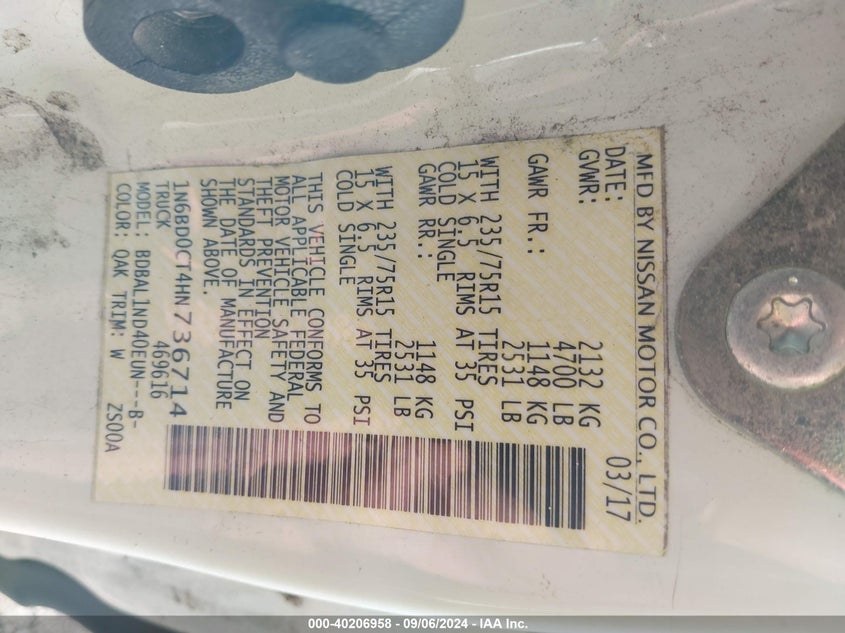 MFD BY NISSAN MOTOR CO., LTD.
DATE: 03/17
GVWR: 2132 KG
4700 LB
GAWR FR.: 1148 KG
2531 LB
WITH 235/75R15 TIRES
15 X 6.5 RIMS AT 35 PSI
COLD SINGLE
GAWR RR.: 1148 KG
2531 LB
WITH 235/75R15 TIRES
15 X 6.5 RIMS AT 35 PSI
COLD SINGLE
THIS VEHICLE CONFORMS TO
ALL APPLICABLE FEDERAL
MOTOR VEHICLE SAFETY AND
THEFT PREVENTION
STANDARDS IN EFFECT ON
THE DATE OF MANUFACTURE
SHOWN ABOVE.
1N6BD0CT4HN736714
TRUCK 469616
MODEL: BDBAL1ND40EUN---B-
COLOR: QAK TRIM: W ZS00A
000-40206958 - 09/06/2024 - IAA Inc.